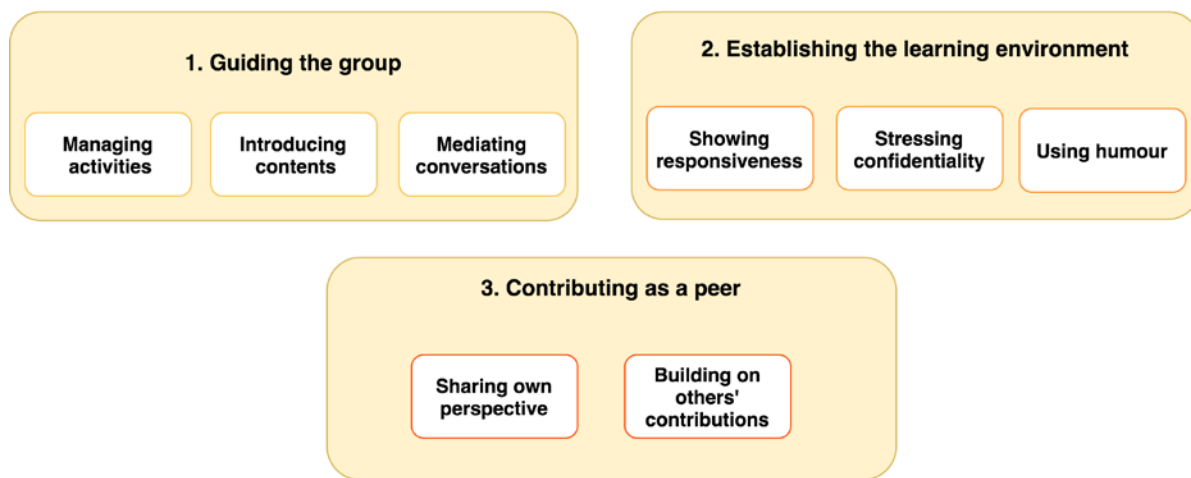 1. Guiding the group
Managing
activities
Introducing
contents
Mediating
conversations
2. Establishing the learning environment
Showing
responsiveness
Stressing
confidentiality
Using humour
3. Contributing as a peer
Sharing own
perspective
Building on
others'
contributions